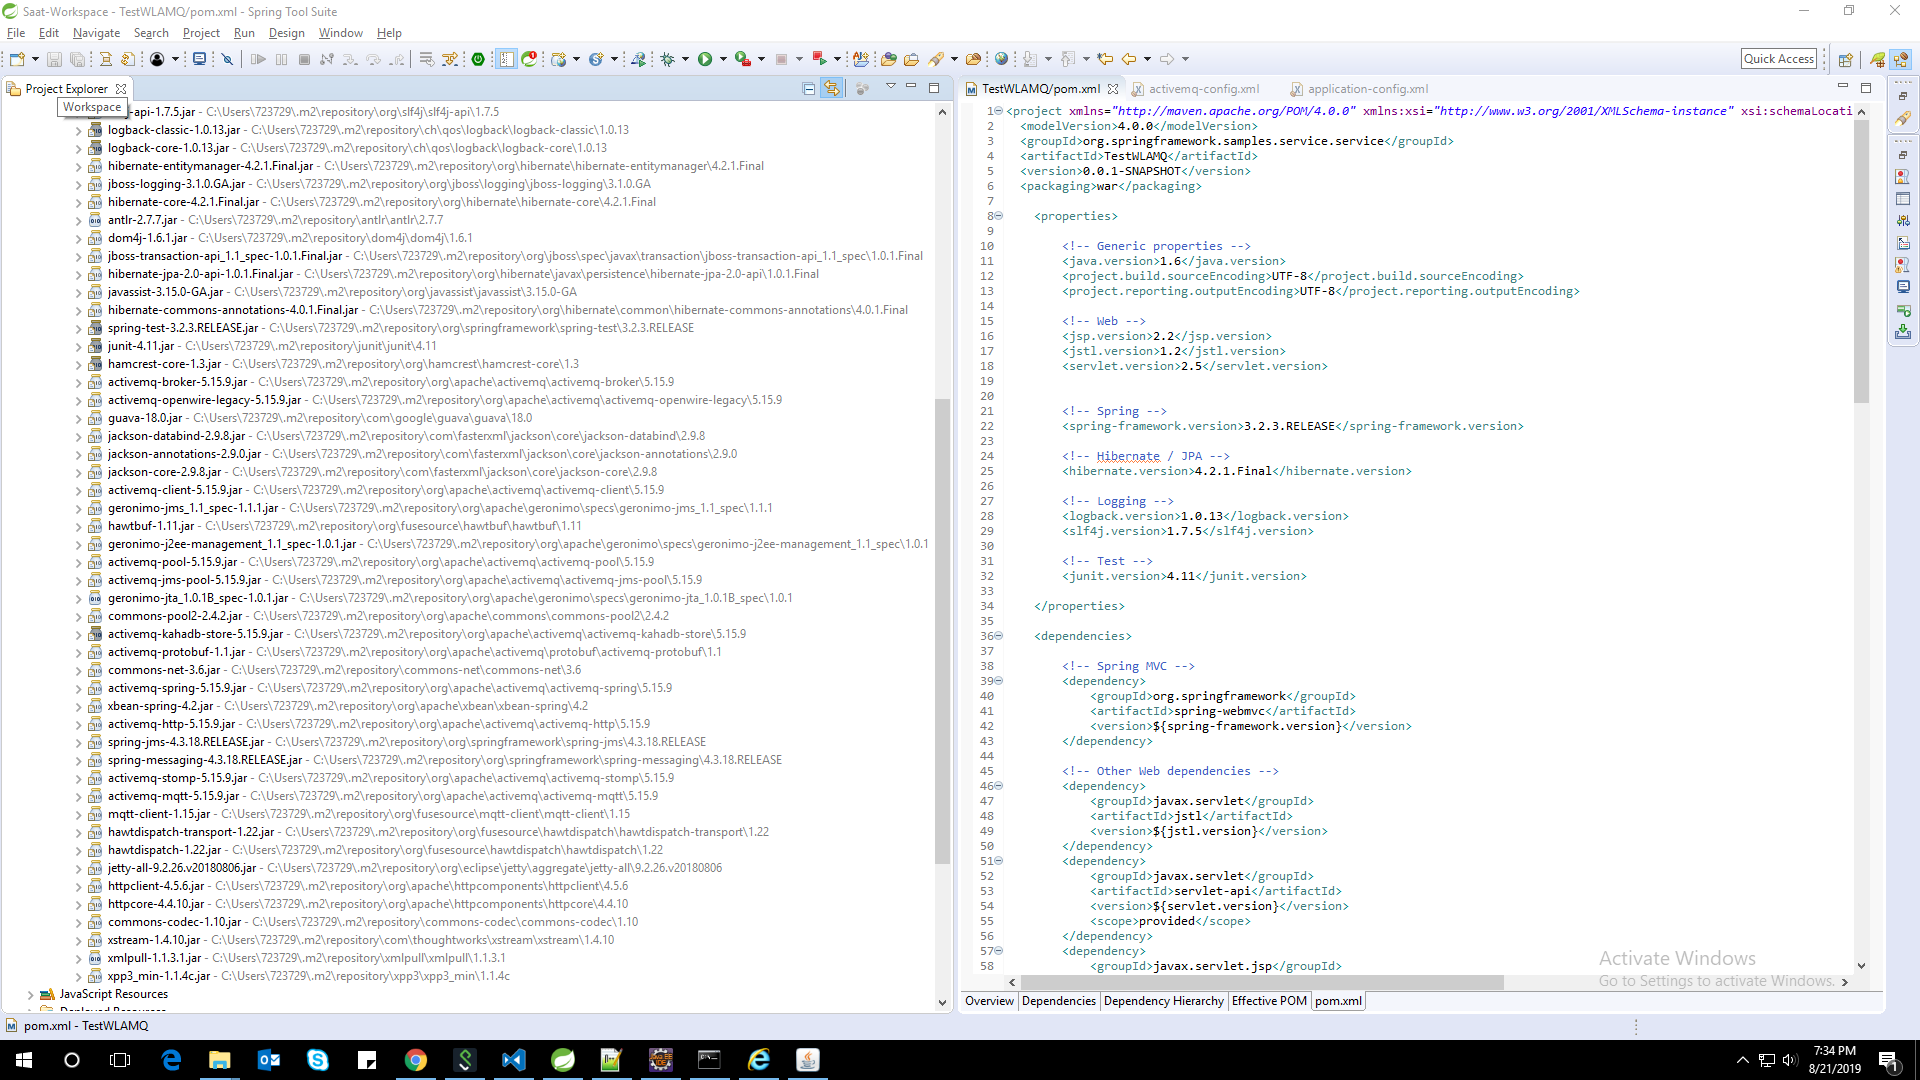 Saat-Workspace - TestWLAMQ/pom.xml - Spring Tool Suite
File Edit Navigate Search Project Run Design Window Help
Quick Access
Project Explorer
Workspace
-api-1.7.5.jar - C:\Users\723729\.m2\repository\org\slf4j\slf4j-api\1.7.5
logback-classic-1.0.13.jar - C:\Users\723729\.m2\repository\ch\qos\logback\logback-classic\1.0.13
logback-core-1.0.13.jar - C:\Users\723729\.m2\repository\ch\qos\logback\logback-core\1.0.13
hibernate-entitymanager-4.2.1.Final.jar - C:\Users\723729\.m2\repository\org\hibernate\hibernate-entitymanager\4.2.1.Final
jboss-logging-3.1.0.GA.jar - C:\Users\723729\.m2\repository\org\jboss\logging\jboss-logging\3.1.0.GA
hibernate-core-4.2.1.Final.jar - C:\Users\723729\.m2\repository\org\hibernate\hibernate-core\4.2.1.Final
antlr-2.7.7.jar - C:\Users\723729\.m2\repository\antlr\antlr\2.7.7
dom4j-1.6.1.jar - C:\Users\723729\.m2\repository\dom4j\dom4j\1.6.1
jboss-transaction-api_1.1_spec-1.0.1.Final.jar - C:\Users\723729\.m2\repository\org\jboss\spec\javax\transaction\jboss-transaction-api_1.1_spec\1.0.1.Final
hibernate-jpa-2.0-api-1.0.1.Final.jar - C:\Users\723729\.m2\repository\org\hibernate\javax\persistence\hibernate-jpa-2.0-api\1.0.1.Final
javassist-3.15.0-GA.jar - C:\Users\723729\.m2\repository\org\javassist\javassist\3.15.0-GA
hibernate-commons-annotations-4.0.1.Final.jar - C:\Users\723729\.m2\repository\org\hibernate\common\hibernate-commons-annotations\4.0.1.Final
spring-test-3.2.3.RELEASE.jar - C:\Users\723729\.m2\repository\org\springframework\spring-test\3.2.3.RELEASE
junit-4.11.jar - C:\Users\723729\.m2\repository\junit\junit\4.11
hamcrest-core-1.3.jar - C:\Users\723729\.m2\repository\org\hamcrest\hamcrest-core\1.3
activemq-broker-5.15.9.jar - C:\Users\723729\.m2\repository\org\apache\activemq\activemq-broker\5.15.9
activemq-openwire-legacy-5.15.9.jar - C:\Users\723729\.m2\repository\org\apache\activemq\activemq-openwire-legacy\5.15.9
guava-18.0.jar - C:\Users\723729\.m2\repository\com\google\guava\guava\18.0
jackson-databind-2.9.8.jar - C:\Users\723729\.m2\repository\com\fasterxml\jackson\core\jackson-databind\2.9.8
jackson-annotations-2.9.0.jar - C:\Users\723729\.m2\repository\com\fasterxml\jackson\core\jackson-annotations\2.9.0
jackson-core-2.9.8.jar - C:\Users\723729\.m2\repository\com\fasterxml\jackson\core\jackson-core\2.9.8
activemq-client-5.15.9.jar - C:\Users\723729\.m2\repository\org\apache\activemq\activemq-client\5.15.9
geronimo-jms_1.1_spec-1.1.1.jar - C:\Users\723729\.m2\repository\org\apache\geronimo\specs\geronimo-jms_1.1_spec\1.1.1
hawtbuf-1.11.jar - C:\Users\723729\.m2\repository\org\fusesource\hawtbuf\hawtbuf\1.11
geronimo-j2ee-management_1.1_spec-1.0.1.jar - C:\Users\723729\.m2\repository\org\apache\geronimo\specs\geronimo-j2ee-management_1.1_spec\1.0.1
activemq-pool-5.15.9.jar - C:\Users\723729\.m2\repository\org\apache\activemq\activemq-pool\5.15.9
activemq-jms-pool-5.15.9.jar - C:\Users\723729\.m2\repository\org\apache\activemq\activemq-jms-pool\5.15.9
geronimo-jta_1.0.1B_spec-1.0.1.jar - C:\Users\723729\.m2\repository\org\apache\geronimo\specs\geronimo-jta_1.0.1B_spec\1.0.1
commons-pool2-2.4.2.jar - C:\Users\723729\.m2\repository\org\apache\commons\commons-pool2\2.4.2
activemq-kahadb-store-5.15.9.jar - C:\Users\723729\.m2\repository\org\apache\activemq\activemq-kahadb-store\5.15.9
activemq-protobuf-1.1.jar - C:\Users\723729\.m2\repository\org\apache\activemq\protobuf\activemq-protobuf\1.1
commons-net-3.6.jar - C:\Users\723729\.m2\repository\commons-net\commons-net\3.6
activemq-spring-5.15.9.jar - C:\Users\723729\.m2\repository\org\apache\activemq\activemq-spring\5.15.9
xbean-spring-4.2.jar - C:\Users\723729\.m2\repository\org\apache\xbean\xbean-spring\4.2
activemq-http-5.15.9.jar - C:\Users\723729\.m2\repository\org\apache\activemq\activemq-http\5.15.9
spring-jms-4.3.18.RELEASE.jar - C:\Users\723729\.m2\repository\org\springframework\spring-jms\4.3.18.RELEASE
spring-messaging-4.3.18.RELEASE.jar - C:\Users\723729\.m2\repository\org\springframework\spring-messaging\4.3.18.RELEASE
activemq-stomp-5.15.9.jar - C:\Users\723729\.m2\repository\org\apache\activemq\activemq-stomp\5.15.9
activemq-mqtt-5.15.9.jar - C:\Users\723729\.m2\repository\org\apache\activemq\activemq-mqtt\5.15.9
mqtt-client-1.15.jar - C:\Users\723729\.m2\repository\org\fusesource\mqtt-client\mqtt-client\1.15
hawtdispatch-transport-1.22.jar - C:\Users\723729\.m2\repository\org\fusesource\hawtdispatch\hawtdispatch-transport\1.22
hawtdispatch-1.22.jar - C:\Users\723729\.m2\repository\org\fusesource\hawtdispatch\hawtdispatch\1.22
jetty-all-9.2.26.v20180806.jar - C:\Users\723729\.m2\repository\org\eclipse\jetty\aggregate\jetty-all\9.2.26.v20180806
httpclient-4.5.6.jar - C:\Users\723729\.m2\repository\org\apache\httpcomponents\httpclient\4.5.6
httpcore-4.4.10.jar - C:\Users\723729\.m2\repository\org\apache\httpcomponents\httpcore\4.4.10
commons-codec-1.10.jar - C:\Users\723729\.m2\repository\commons-codec\commons-codec\1.10
xstream-1.4.10.jar - C:\Users\723729\.m2\repository\com\thoughtworks\xstream\xstream\1.4.10
xmlpull-1.1.3.1.jar - C:\Users\723729\.m2\repository\xmlpull\xmlpull\1.1.3.1
xpp3_min-1.1.4c.jar - C:\Users\723729\.m2\repository\xpp3\xpp3_min\1.1.4c
JavaScript Resources
TestWLAMQ/pom.xml activemq-config.xml application-config.xml
1 <project xmlns="http://maven.apache.org/POM/4.0.0" xmlns:xsi="http://www.w3.org/2001/XMLSchema-instance" xsi:schemaLocati
2 <modelVersion>4.0.0</modelVersion>
3 <groupId>org.springframework.samples.service.service</groupId>
4 <artifactId>TestWLAMQ</artifactId>
5 <version>0.0.1-SNAPSHOT</version>
6 <packaging>war</packaging>
7
8 <properties>
9
10 <!-- Generic properties -->
11 <java.version>1.6</java.version>
12 <project.build.sourceEncoding>UTF-8</project.build.sourceEncoding>
13 <project.reporting.outputEncoding>UTF-8</project.reporting.outputEncoding>
14
15 <!-- Web -->
16 <jsp.version>2.2</jsp.version>
17 <jstl.version>1.2</jstl.version>
18 <servlet.version>2.5</servlet.version>
19
20
21 <!-- Spring -->
22 <spring-framework.version>3.2.3.RELEASE</spring-framework.version>
23
24 <!-- Hibernate / JPA -->
25 <hibernate.version>4.2.1.Final</hibernate.version>
26
27 <!-- Logging -->
28 <logback.version>1.0.13</logback.version>
29 <slf4j.version>1.7.5</slf4j.version>
30
31 <!-- Test -->
32 <junit.version>4.11</junit.version>
33
34 </properties>
35
36 <dependencies>
37
38 <!-- Spring MVC -->
39 <dependency>
40 <groupId>org.springframework</groupId>
41 <artifactId>spring-webmvc</artifactId>
42 <version>${spring-framework.version}</version>
43 </dependency>
44
45 <!-- Other Web dependencies -->
46 <dependency>
47 <groupId>javax.servlet</groupId>
48 <artifactId>jstl</artifactId>
49 <version>${jstl.version}</version>
50 </dependency>
51 <dependency>
52 <groupId>javax.servlet</groupId>
53 <artifactId>servlet-api</artifactId>
54 <version>${servlet.version}</version>
55 <scope>provided</scope>
56 </dependency>
57 <dependency>
58 <groupId>javax.servlet.jsp</groupId>
Activate Windows
Go to Settings to activate Windows.
Overview Dependencies Dependency Hierarchy Effective POM pom.xml
pom.xml - TestWLAMQ
7:34 PM
8/21/2019
1